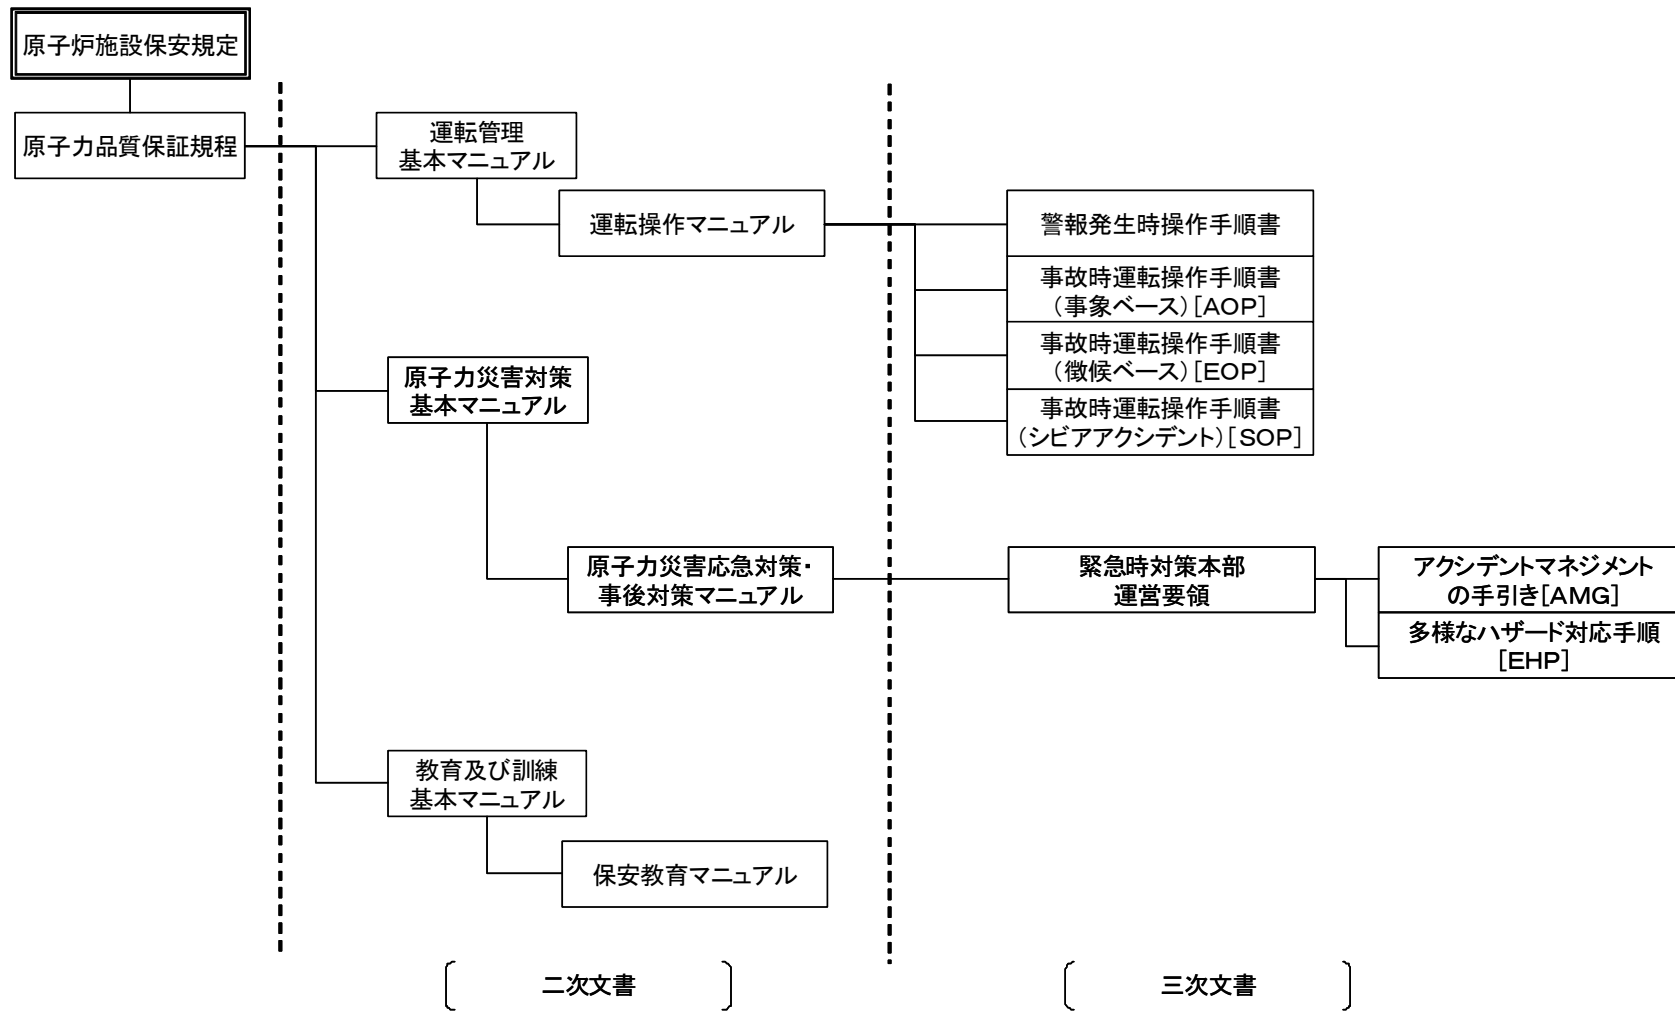 原子炉施設保安規定
原子力品質保証規程
運転管理
基本マニュアル
運転操作マニュアル
警報発生時操作手順書
事故時運転操作手順書
（事象ベース）［AOP］
事故時運転操作手順書
（徴候ベース）［EOP］
事故時運転操作手順書
（シビアアクシデント）［SOP］
原子力災害対策
基本マニュアル
原子力災害応急対策・
事後対策マニュアル
緊急時対策本部
運営要領
アクシデントマネジメント
の手引き［AMG］
多様なハザード対応手順
［EHP］
教育及び訓練
基本マニュアル
保安教育マニュアル
〔　二次文書　〕
〔　三次文書　〕